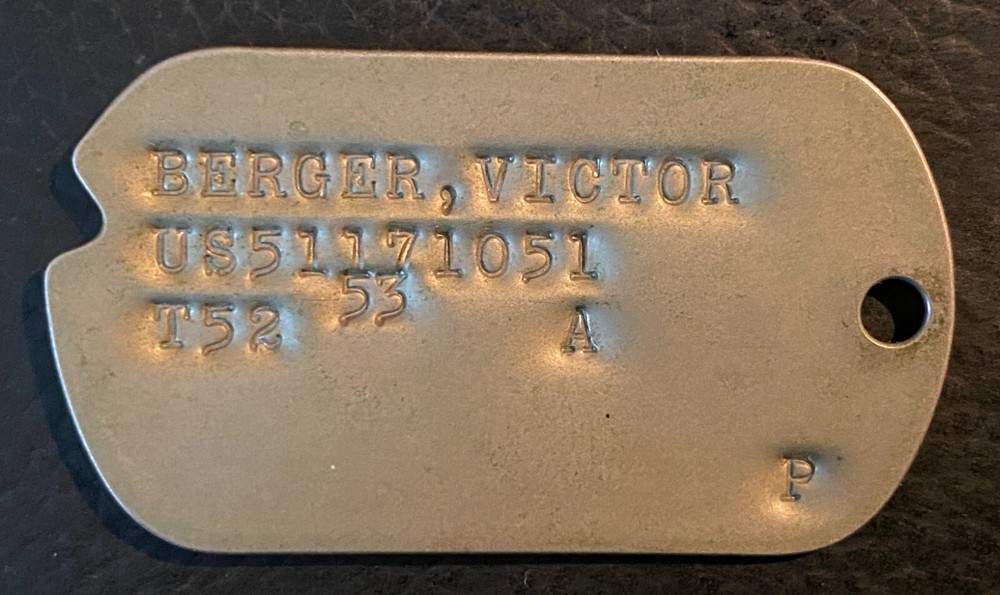 BERGER,VICTOR
US51171051
53
T52 A
P